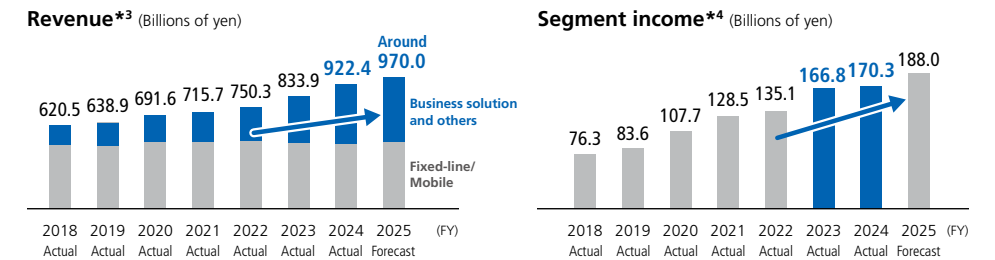 Revenue*3 (Billions of yen)
Around
970.0
922.4
833.9
750.3
715.7
691.6
638.9
620.5
Business solution
and others
Fixed-line/
Mobile
2018 2019 2020 2021 2022 2023 2024 2025 (FY)
Actual Actual Actual Actual Actual Actual Actual Forecast
Segment income*4 (Billions of yen)
188.0
166.8 170.3
135.1
128.5
107.7
83.6
76.3
2018 2019 2020 2021 2022 2023 2024 2025 (FY)
Actual Actual Actual Actual Actual Actual Actual Forecast